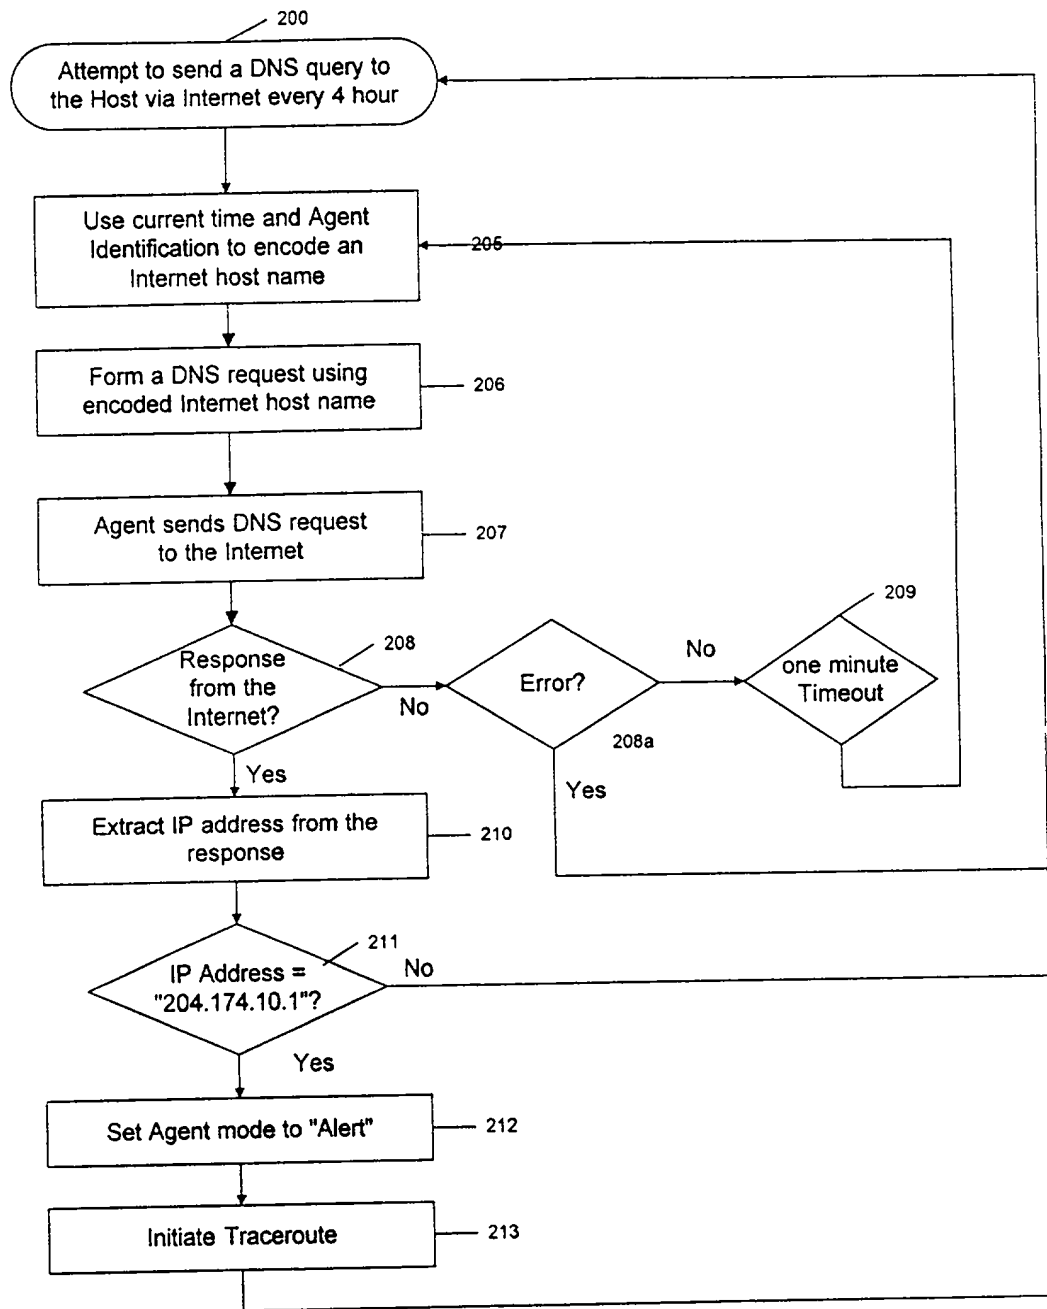 200
Attempt to send a DNS query to
the Host via Internet every 4 hour
Use current time and Agent
Identification to encode an
Internet host name
205
Form a DNS request using
encoded Internet host name
206
Agent sends DNS request
to the Internet
207
Response
from the
Internet?
208
No
Error?
208a
No
209
one minute
Timeout
Yes
Yes
Extract IP address from the
response
210
IP Address =
"204.174.10.1"?
211
No
Yes
Set Agent mode to "Alert"
212
Initiate Traceroute
213